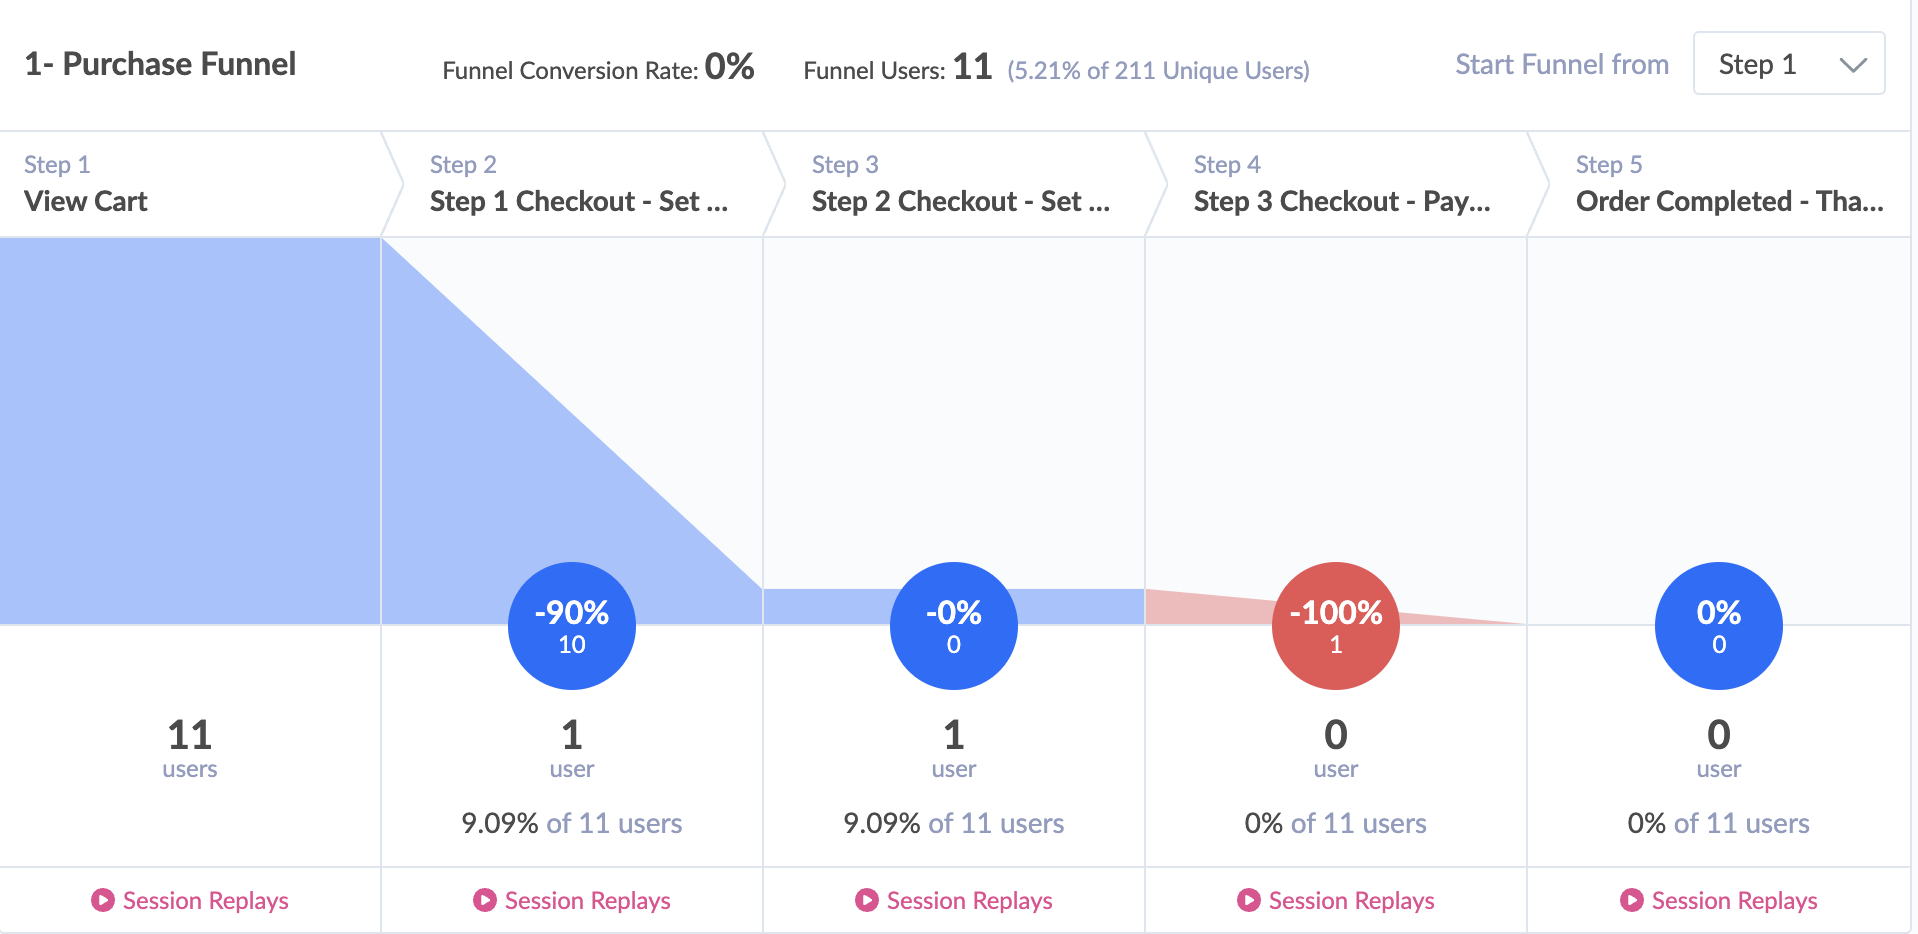 1- Purchase Funnel
Funnel Conversion Rate: 0%
Funnel Users: 11 (5.21% of 211 Unique Users)
Start Funnel from
Step 1
Step 1
View Cart
Step 2
Step 1 Checkout - Set ...
Step 3
Step 2 Checkout - Set ...
Step 4
Step 3 Checkout - Pay...
Step 5
Order Completed - Tha...
-90%
10
-0%
0
-100%
1
0%
0
11
users
1
user
1
user
0
user
0
user
9.09% of 11 users
9.09% of 11 users
0% of 11 users
0% of 11 users
Session Replays
Session Replays
Session Replays
Session Replays
Session Replays